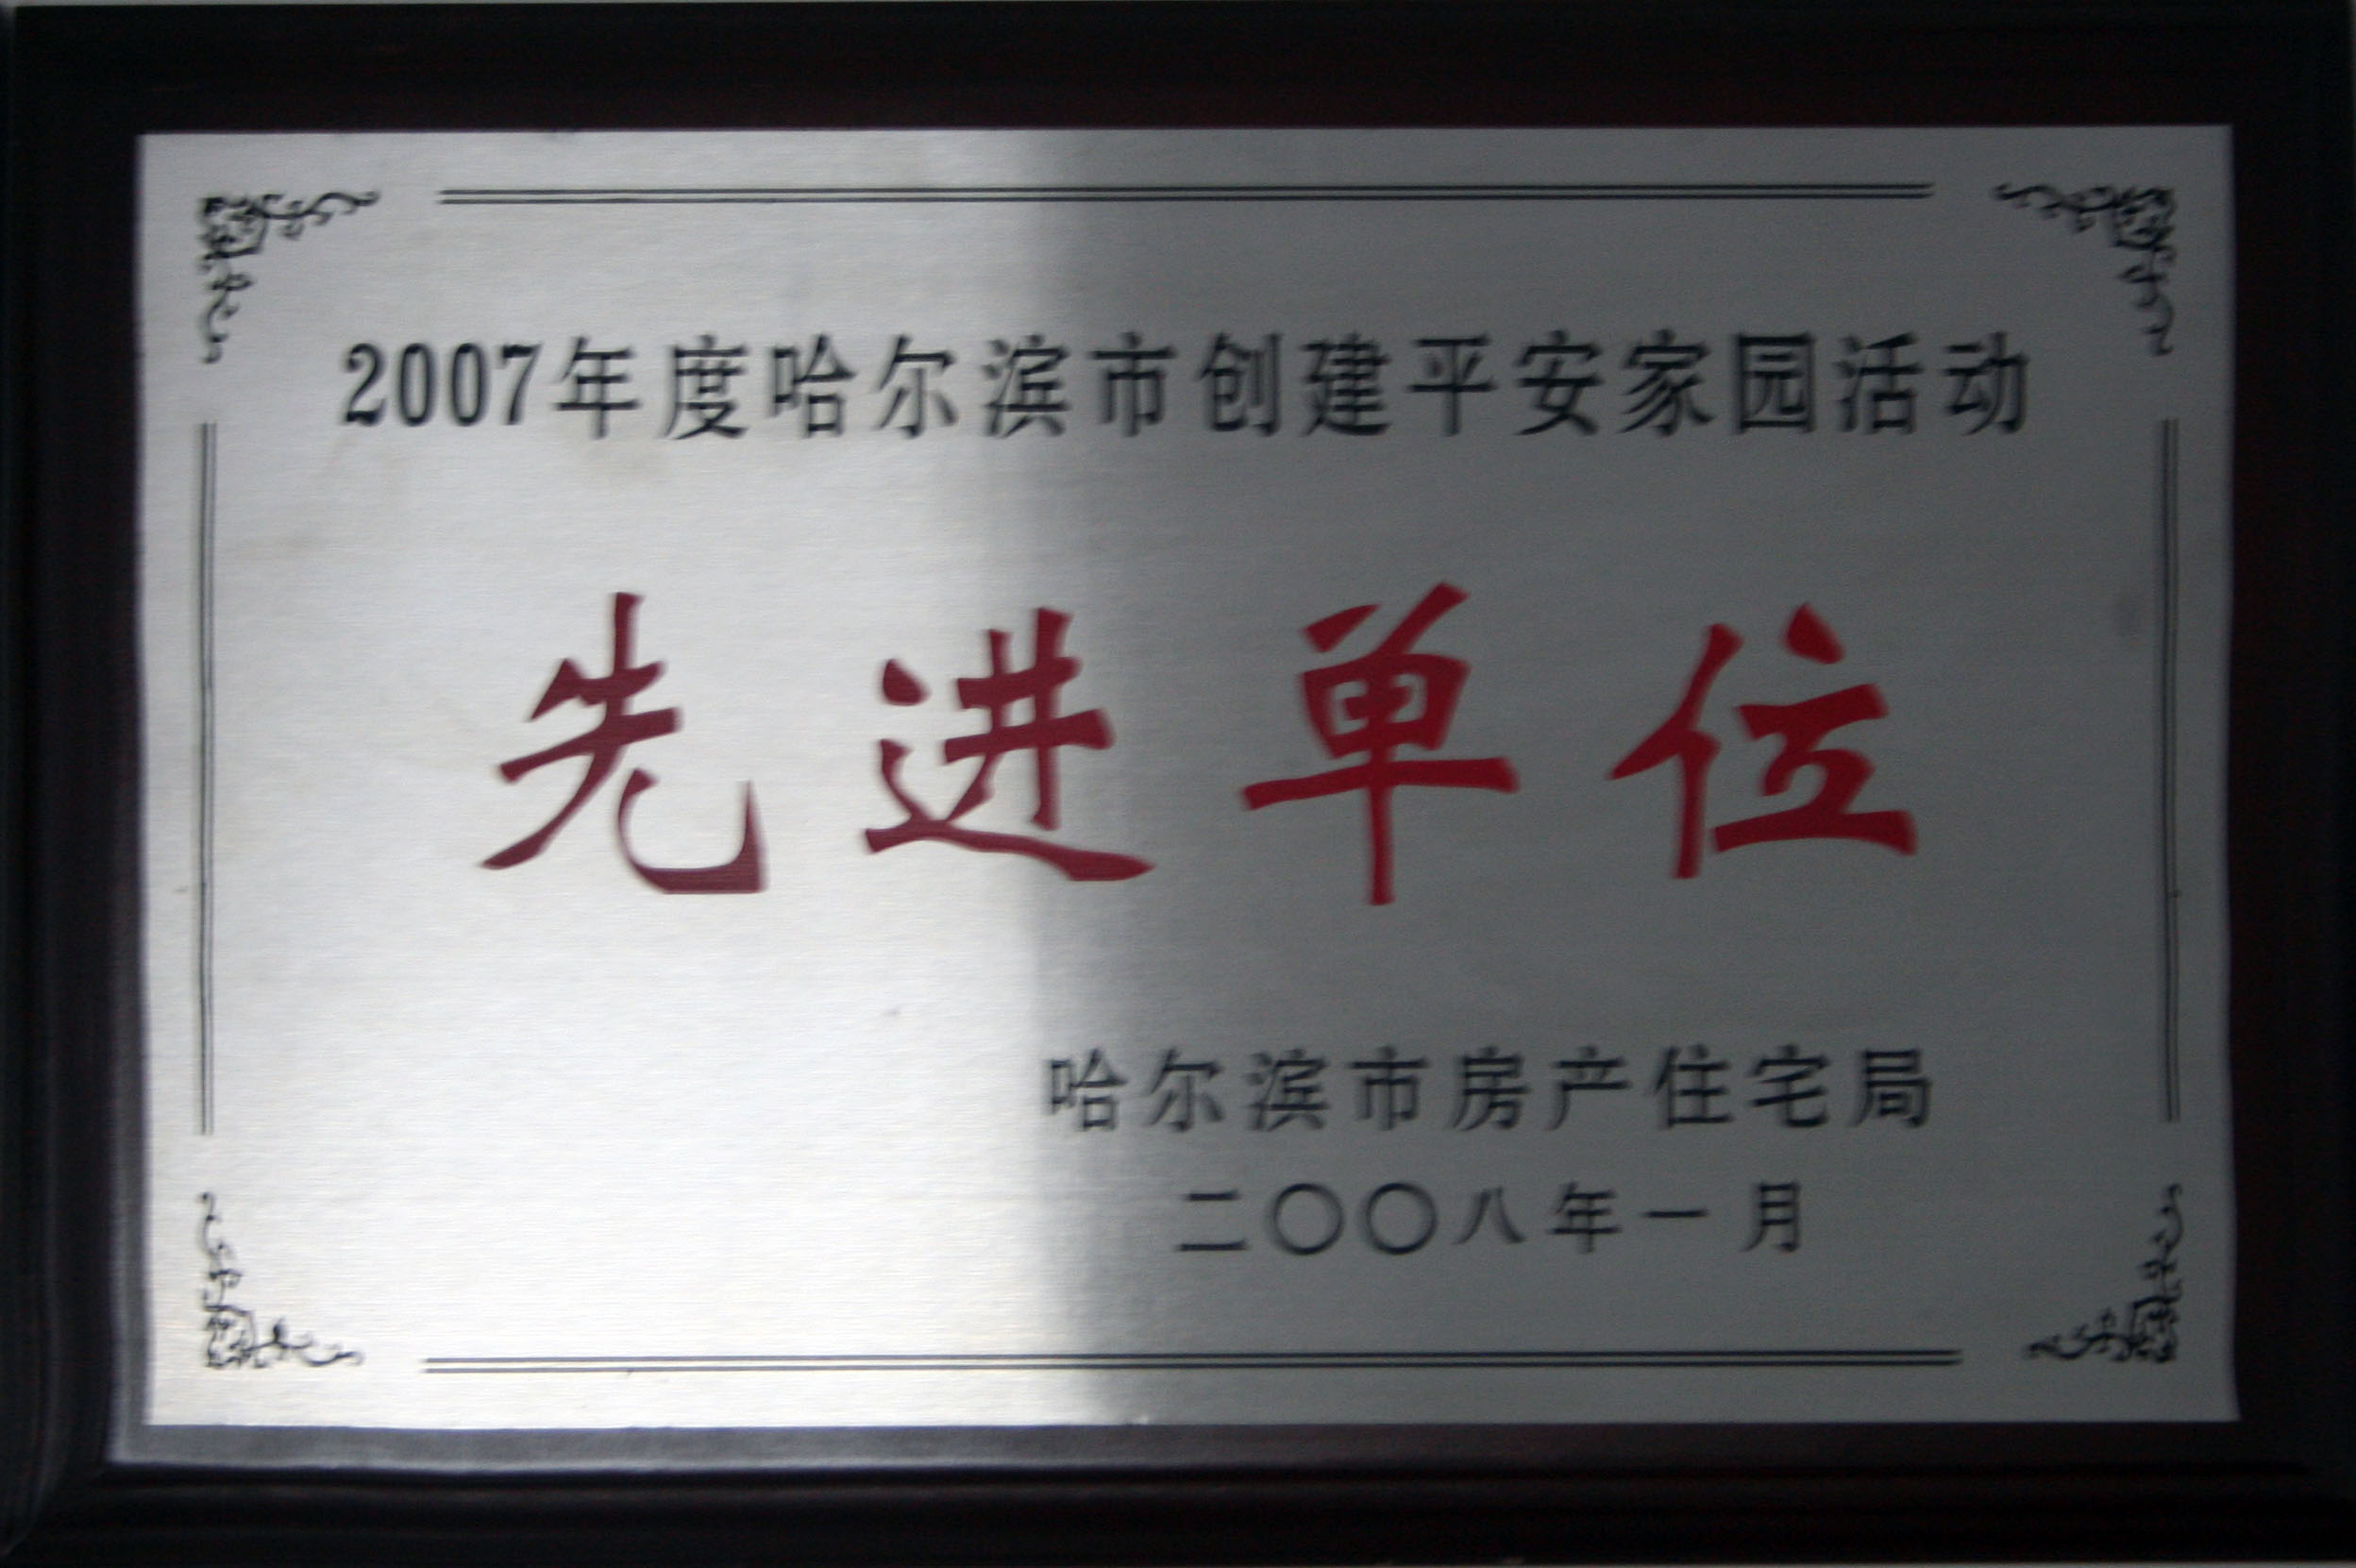 2007年度哈尔滨市创建平安家园活动
先进单位
哈尔滨市房产住宅局
二〇〇八年一月